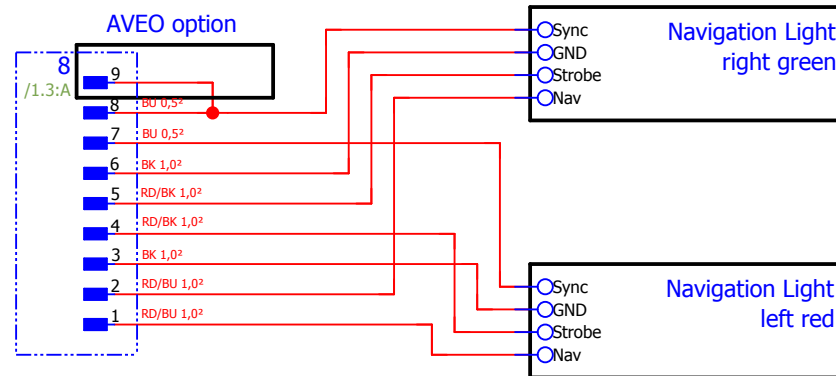 AVEO option
8
/1.3:A
9
8 BU 0,5²
7 BU 0,5²
6 BK 1,0²
5 RD/BK 1,0²
4 RD/BK 1,0²
3 BK 1,0²
2 RD/BU 1,0²
1 RD/BU 1,0²
Sync
GND
Strobe
Nav
Navigation Light
right green
Sync
GND
Strobe
Nav
Navigation Light
left red